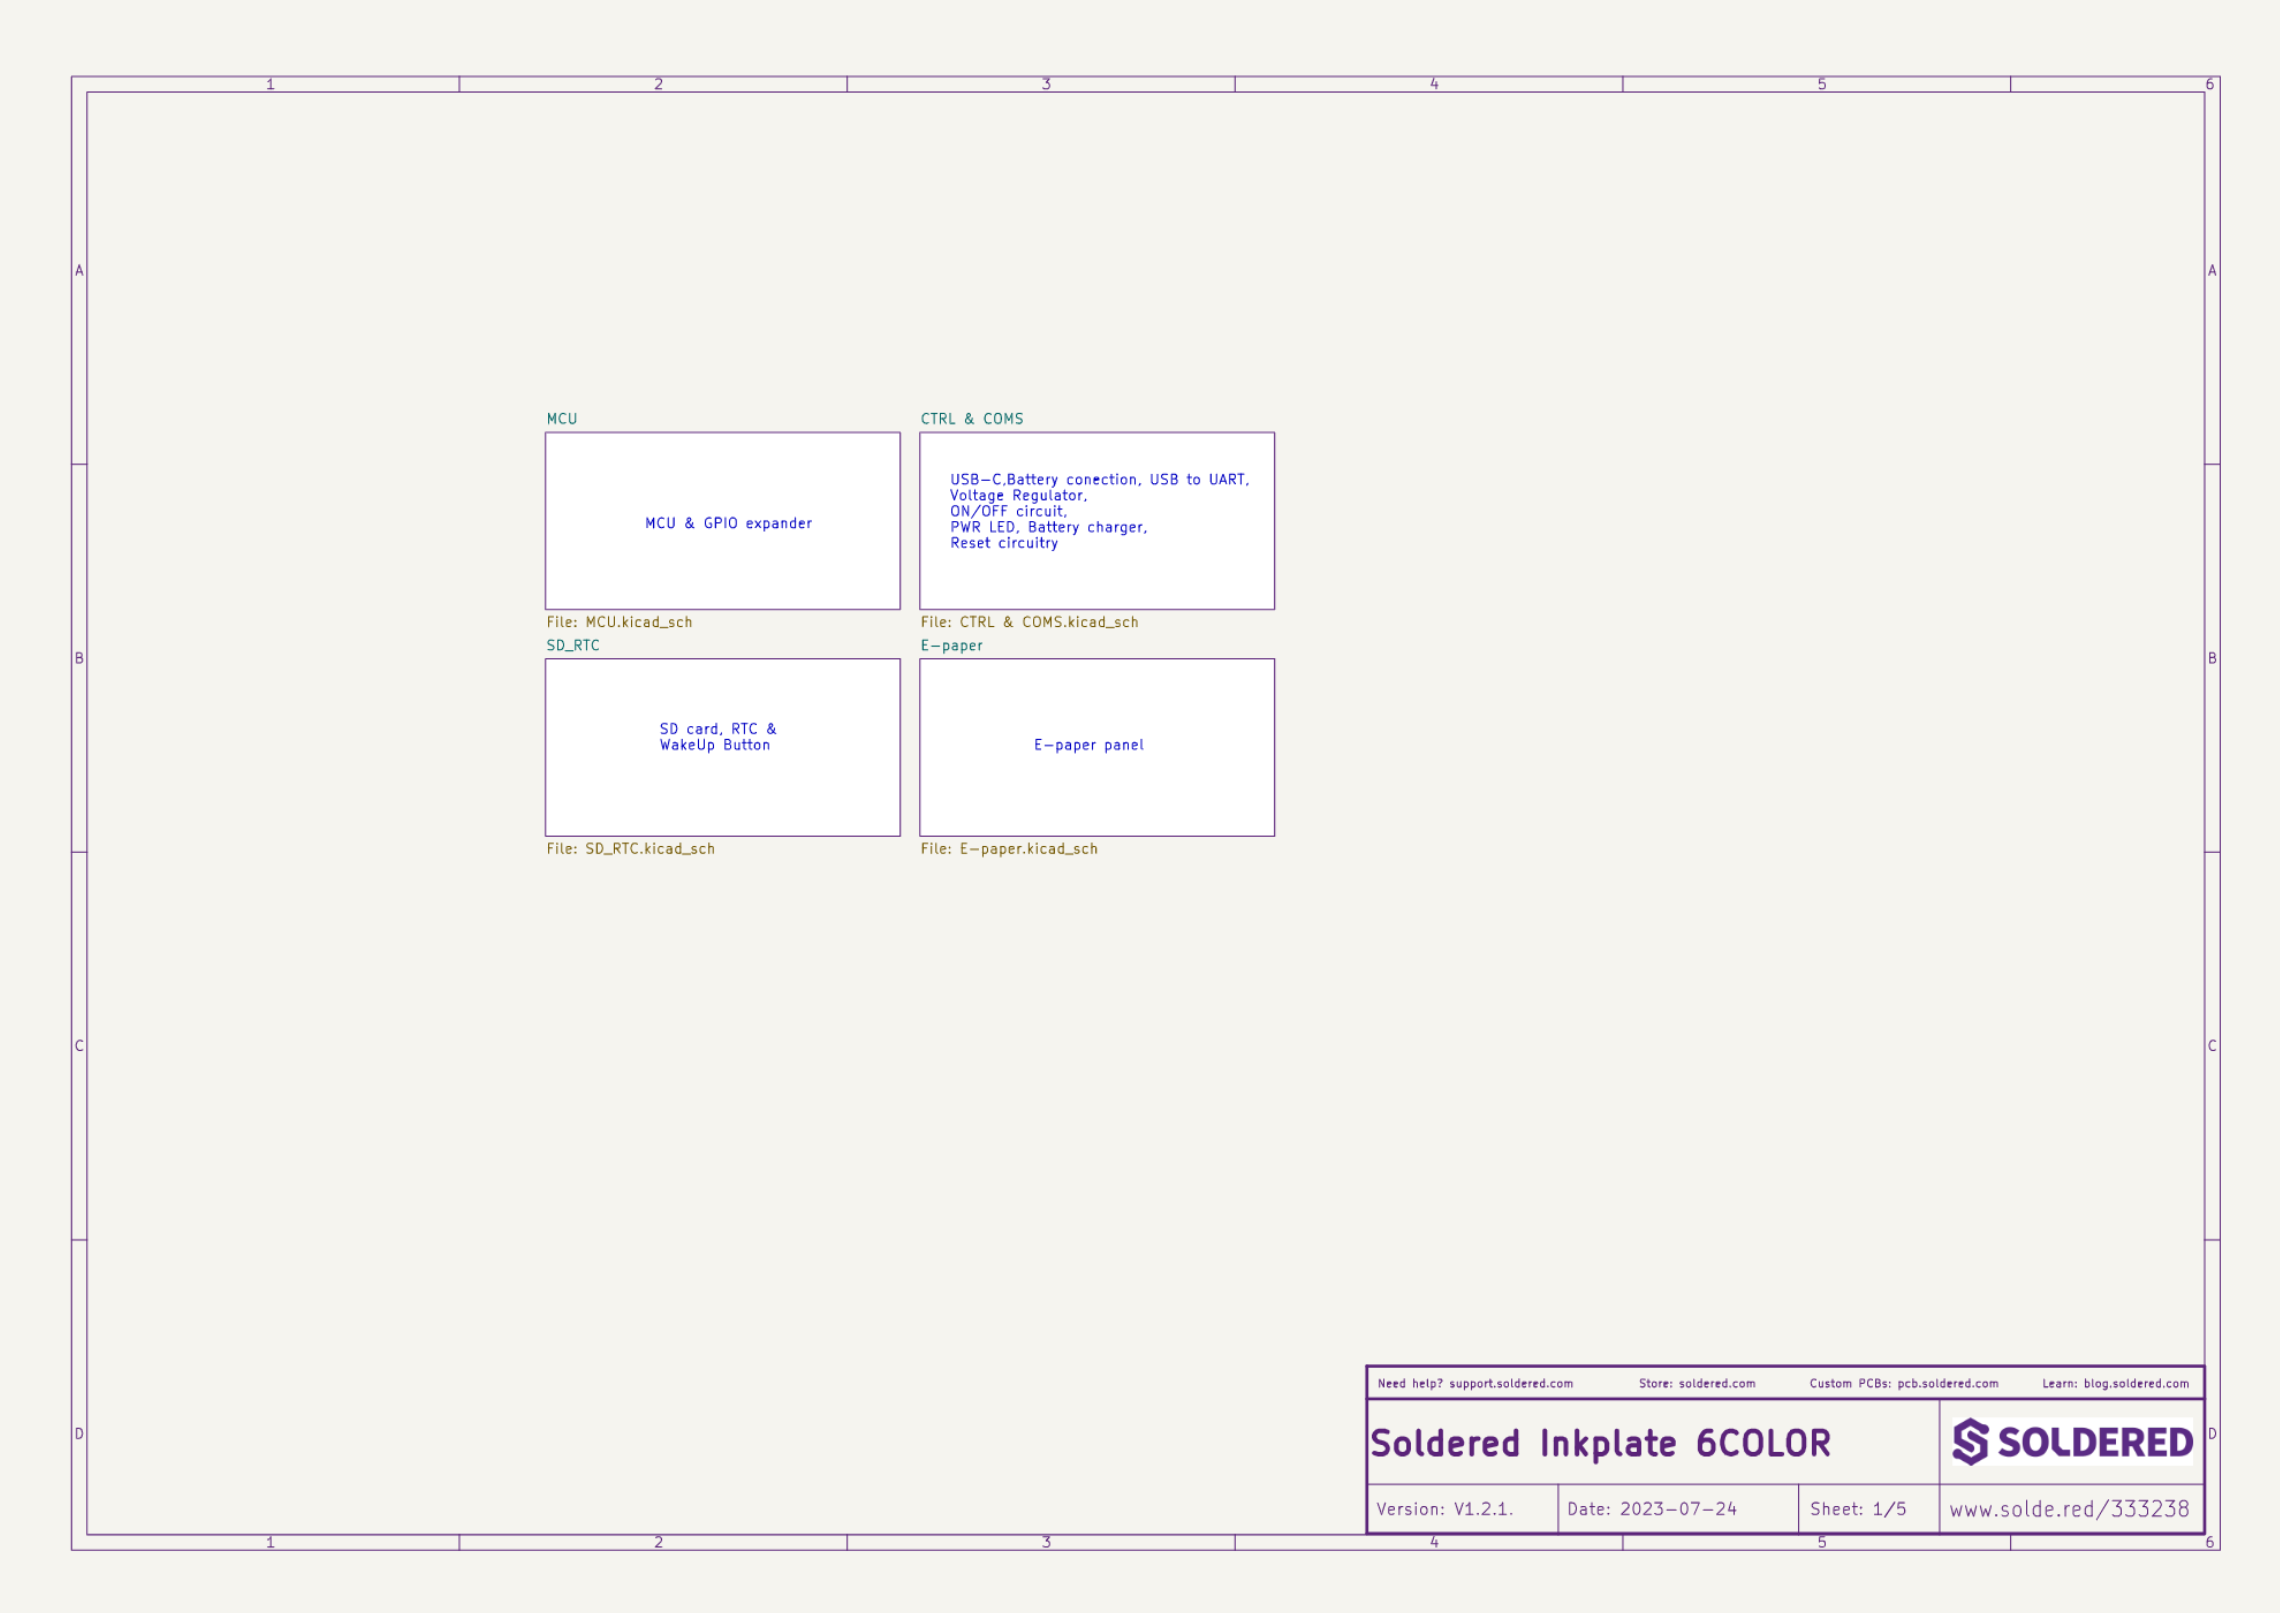 1 2 3 4 5 6
A A
MCU CTRL & COMS
MCU & GPIO expander
USB-C,Battery conection, USB to UART,
Voltage Regulator,
ON/OFF circuit,
PWR LED, Battery charger,
Reset circuitry
File: MCU.kicad_sch File: CTRL & COMS.kicad_sch
SD_RTC E-paper
B B
SD card, RTC &
WakeUp Button
E-paper panel
File: SD_RTC.kicad_sch File: E-paper.kicad_sch
C C
Need help? support.soldered.com Store: soldered.com Custom PCBs: pcb.soldered.com Learn: blog.soldered.com
D D
Soldered Inkplate 6COLOR
SOLDERED
Version: V1.2.1. Date: 2023-07-24 Sheet: 1/5 www.solde.red/333238
1 2 3 4 5 6